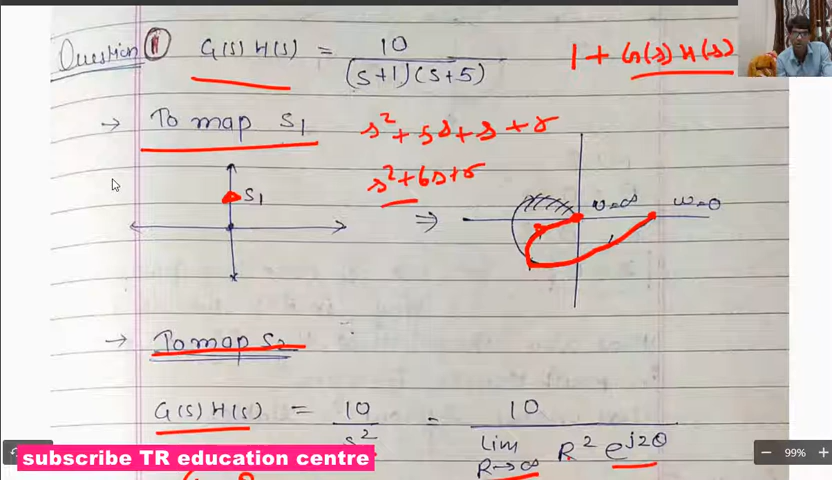 Question 1 G(s) H(s) = 10 / (s+1)(s+5)
1 + G(s) H(s)
→ To map S1
s² + 5s + s + 5
s² + 6s + 5
S1
⇒
ω=∞
ω=0
→ To map S2
G(s) H(s) = 10 / s² = 10 / lim R→∞ R² e^j2θ
subscribe TR education centre
99%